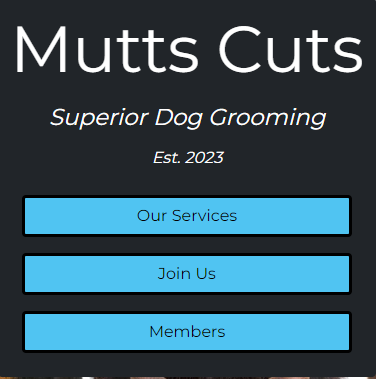 Mutts Cuts
Superior Dog Grooming
Est. 2023
Our Services
Join Us
Members